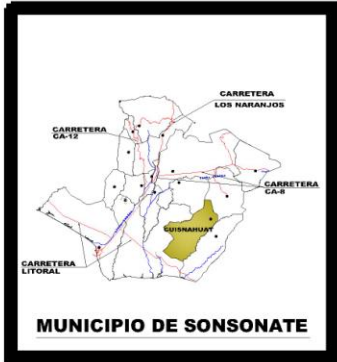 CARRETERA
LOS NARANJOS
CARRETERA
CA-12
CARRETERA
CA-8
CUISNAHUAT
CARRETERA
LITORAL
MUNICIPIO DE SONSONATE